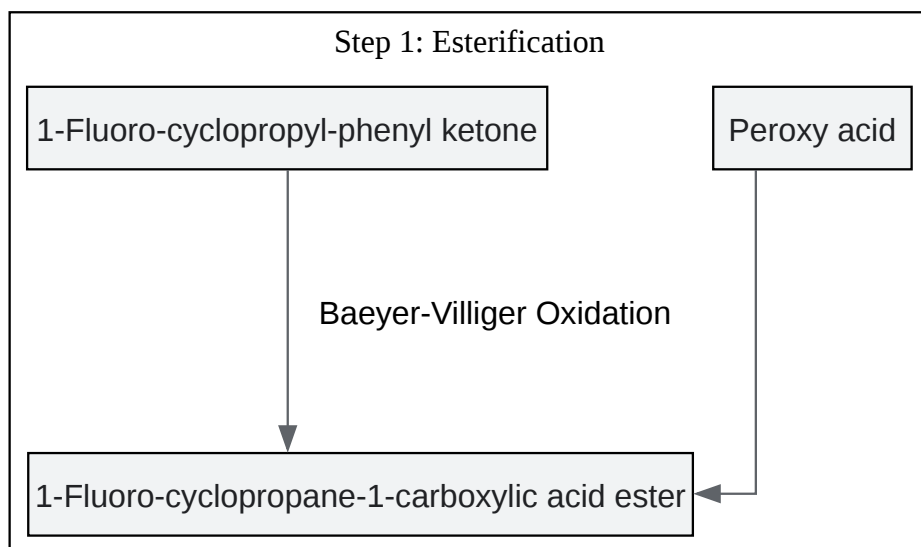 Step 1: Esterification
1-Fluoro-cyclopropyl-phenyl ketone
Peroxy acid
Baeyer-Villiger Oxidation
1-Fluoro-cyclopropane-1-carboxylic acid ester